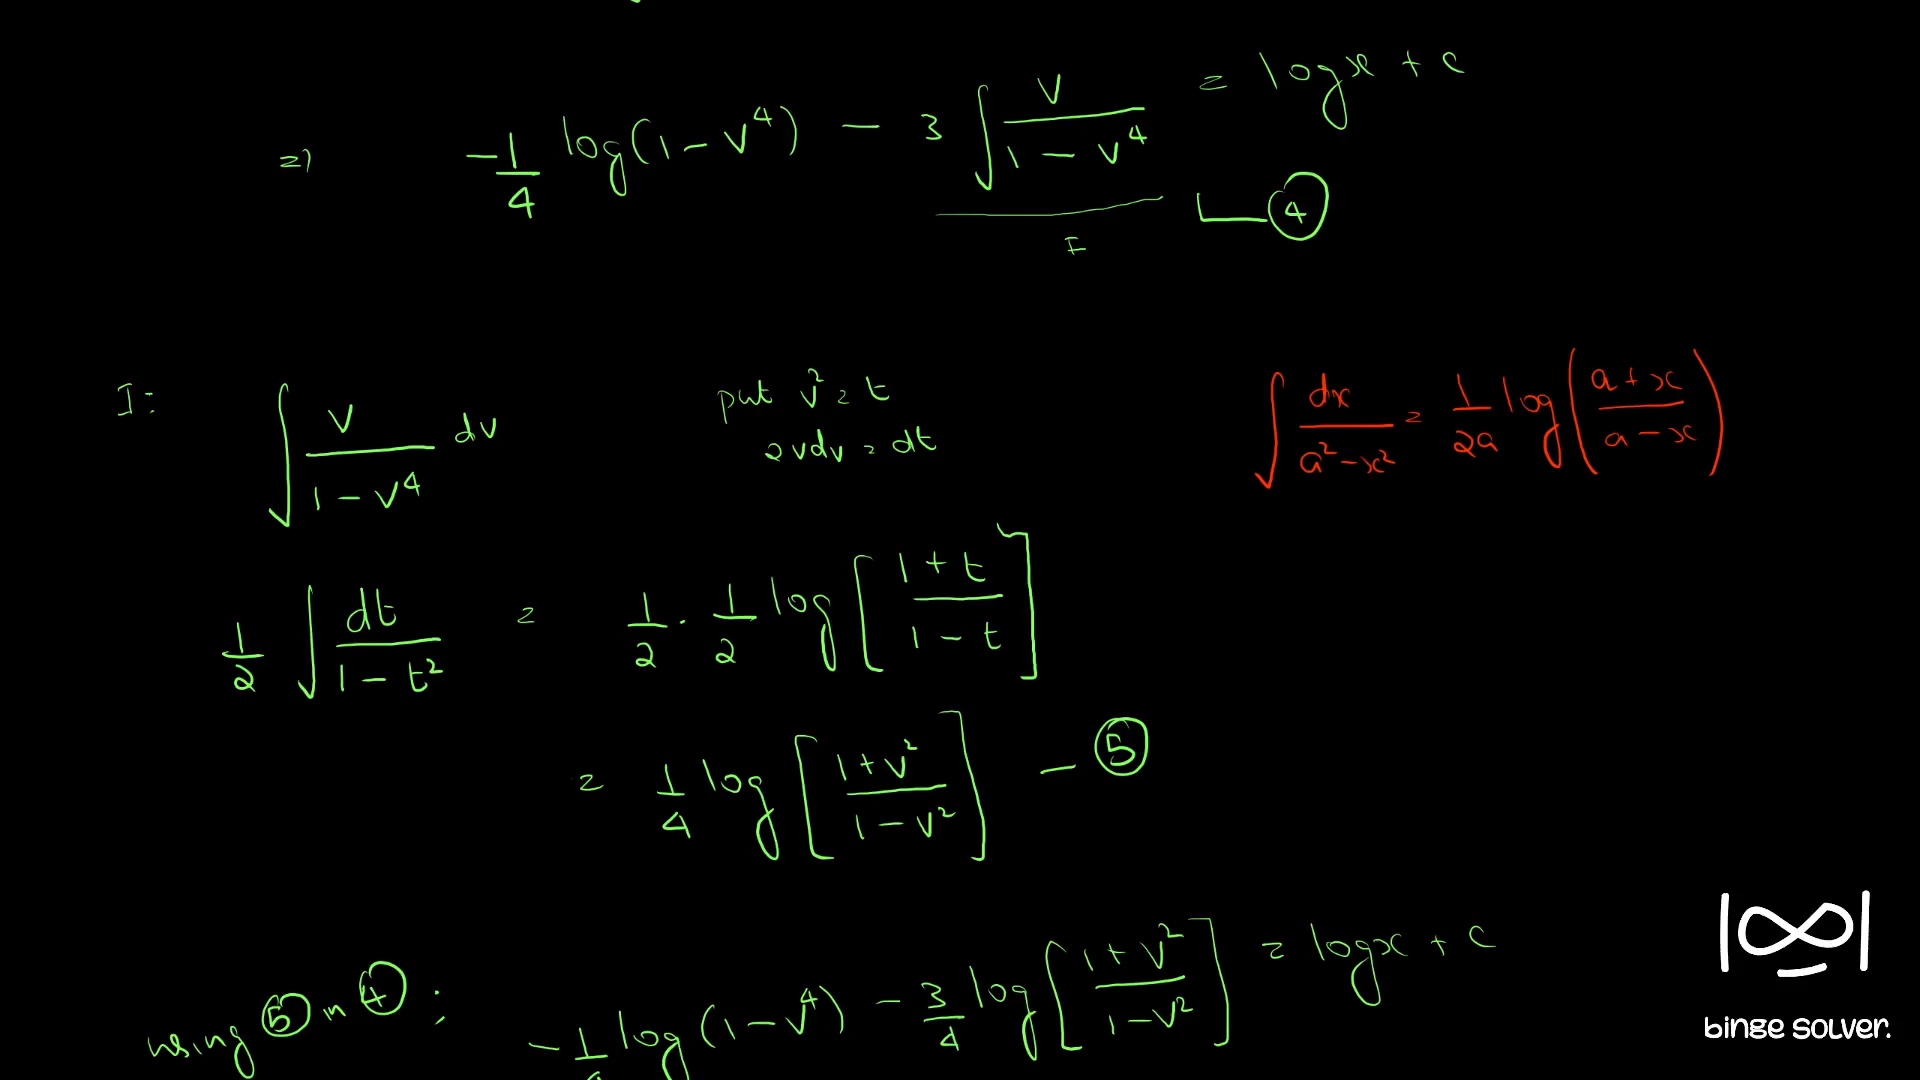 =) -1/4 log(1-v⁴) - 3 ∫ v/(1-v⁴) = log x + c
I
④
I: ∫ v/(1-v⁴) dv put v² = t
2vdv = dt
∫ dx/(a²-x²) = 1/2a log((a+x)/(a-x))
1/2 ∫ dt/(1-t²) = 1/2 · 1/2 log[(1+t)/(1-t)]
= 1/4 log[(1+v²)/(1-v²)] - ⑤
using ⑤ in ④ ; -1/4 log(1-v⁴) - 3/4 log[(1+v²)/(1-v²)] = log x + c
binge solver.